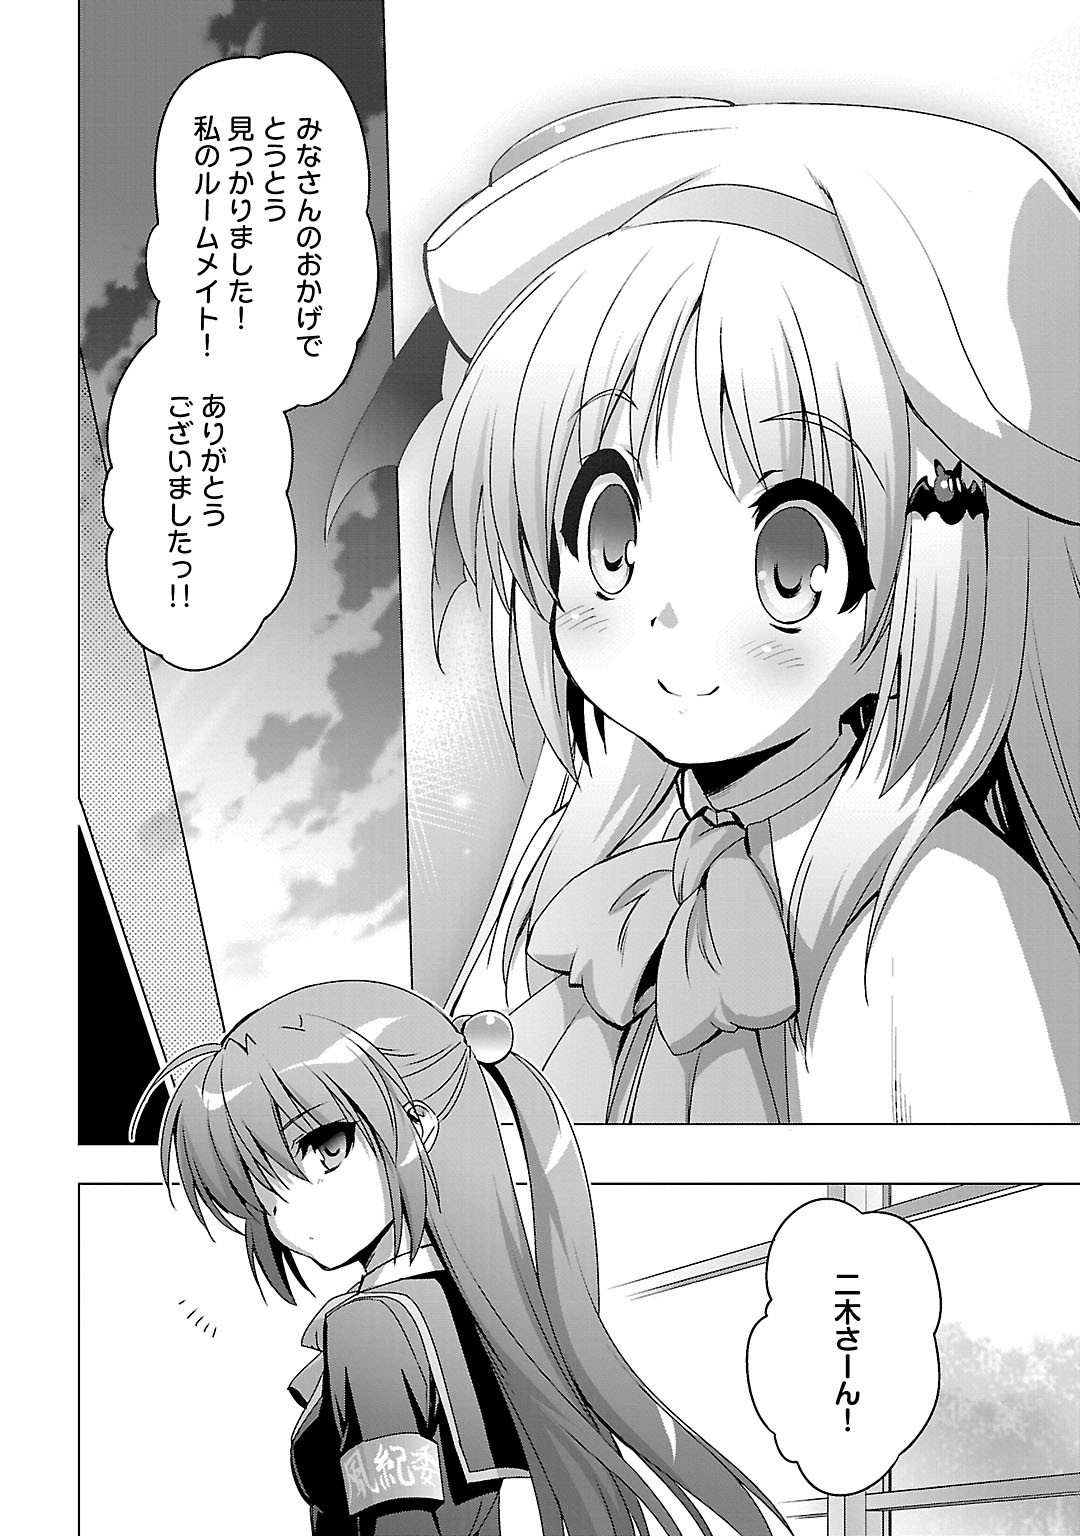 みなさんのおかげで
とうとう
見つかりました！
私のルームメイト！
ありがとう
ございましたっ!!
二木さーん！
風紀委